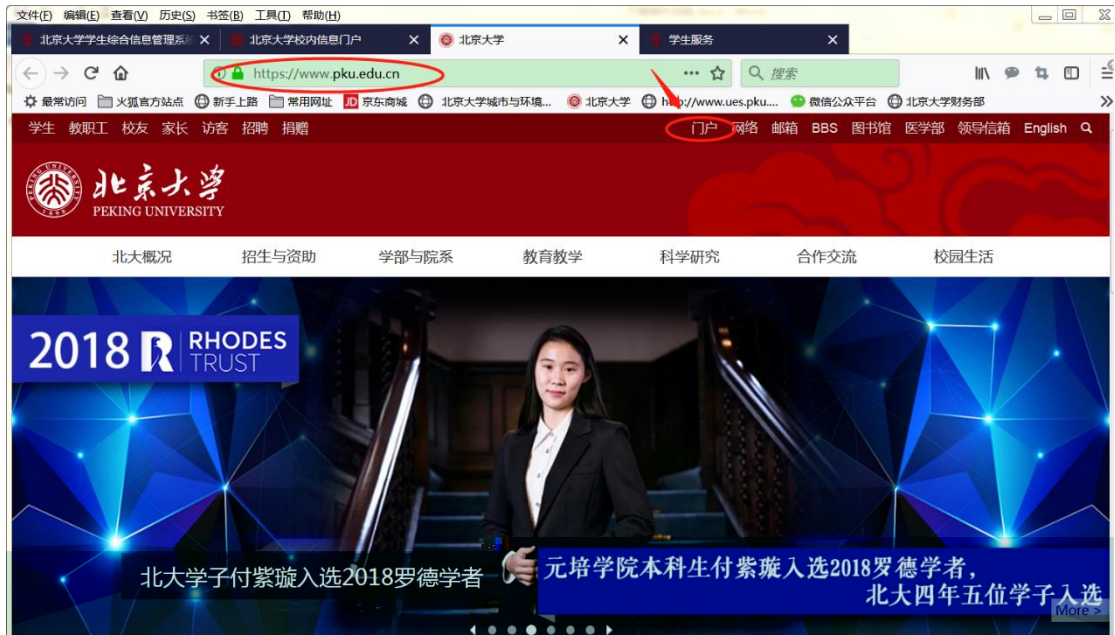 文件(F) 编辑(E) 查看(V) 历史(S) 书签(B) 工具(T) 帮助(H)
北京大学学生综合信息管理系统 北京大学校内信息门户 北京大学 学生服务
https://www.pku.edu.cn 搜索
最常访问 火狐官方站点 新手上路 常用网址 JD 京东商城 北京大学城市与环境... 北京大学 http://www.ues.pku.... 微信公众平台 北京大学财务部
学生 教职工 校友 家长 访客 招聘 捐赠 门户 网络 邮箱 BBS 图书馆 医学部 领导信箱 English
北京大学
PEKING UNIVERSITY
1898
北大概况 招生与资助 学部与院系 教育教学 科学研究 合作交流 校园生活
2018 R RHODES
TRUST
北大学子付紫璇入选2018罗德学者
元培学院本科生付紫璇入选2018罗德学者，
北大四年五位学子入选
More >